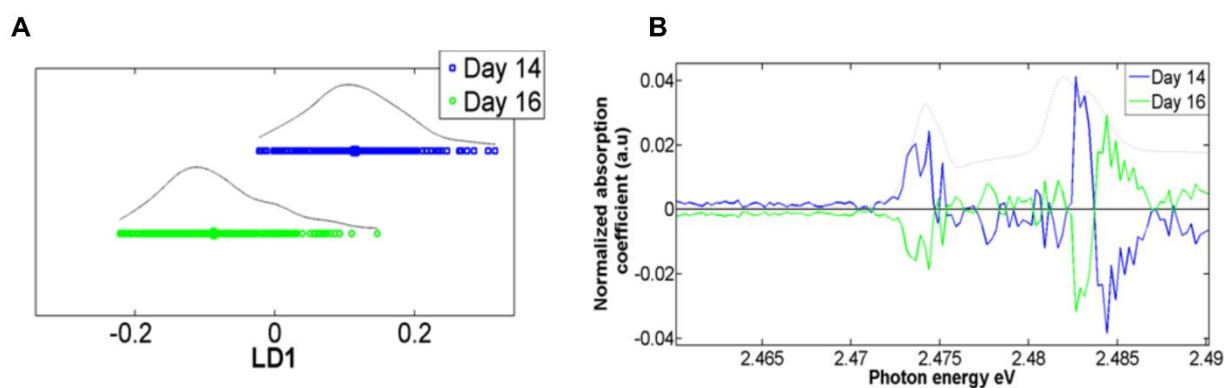 A
Day 14
Day 16
-0.2
0
0.2
LD1
B
Normalized absorption
coefficient (a.u)
0.04
0.02
0
-0.02
-0.04
Day 14
Day 16
2.465
2.47
2.475
2.48
2.485
2.49
Photon energy eV